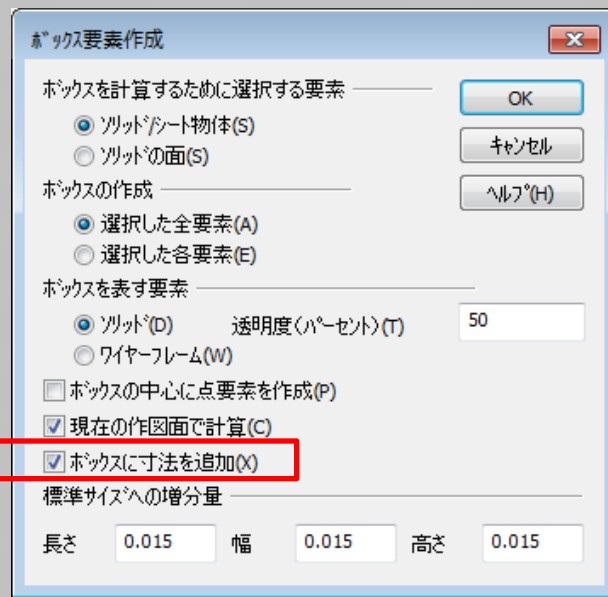 ﾎﾞｯｸｽ要素作成
ﾎﾞｯｸｽを計算するために選択する要素
OK
ｿﾘｯﾄﾞ/ｼｰﾄ物体(S)
ｿﾘｯﾄﾞの面(S)
ｷｬﾝｾﾙ
ﾍﾙﾌﾟ(H)
ﾎﾞｯｸｽの作成
選択した全要素(A)
選択した各要素(E)
ﾎﾞｯｸｽを表す要素
ｿﾘｯﾄﾞ(D) 透明度(ﾊﾟｰｾﾝﾄ)(T) 50
ﾜｲﾔｰﾌﾚｰﾑ(W)
ﾎﾞｯｸｽの中心に点要素を作成(P)
現在の作図面で計算(C)
ﾎﾞｯｸｽに寸法を追加(X)
標準ｻｲｽﾞへの増分量
長さ 0.015 幅 0.015 高さ 0.015